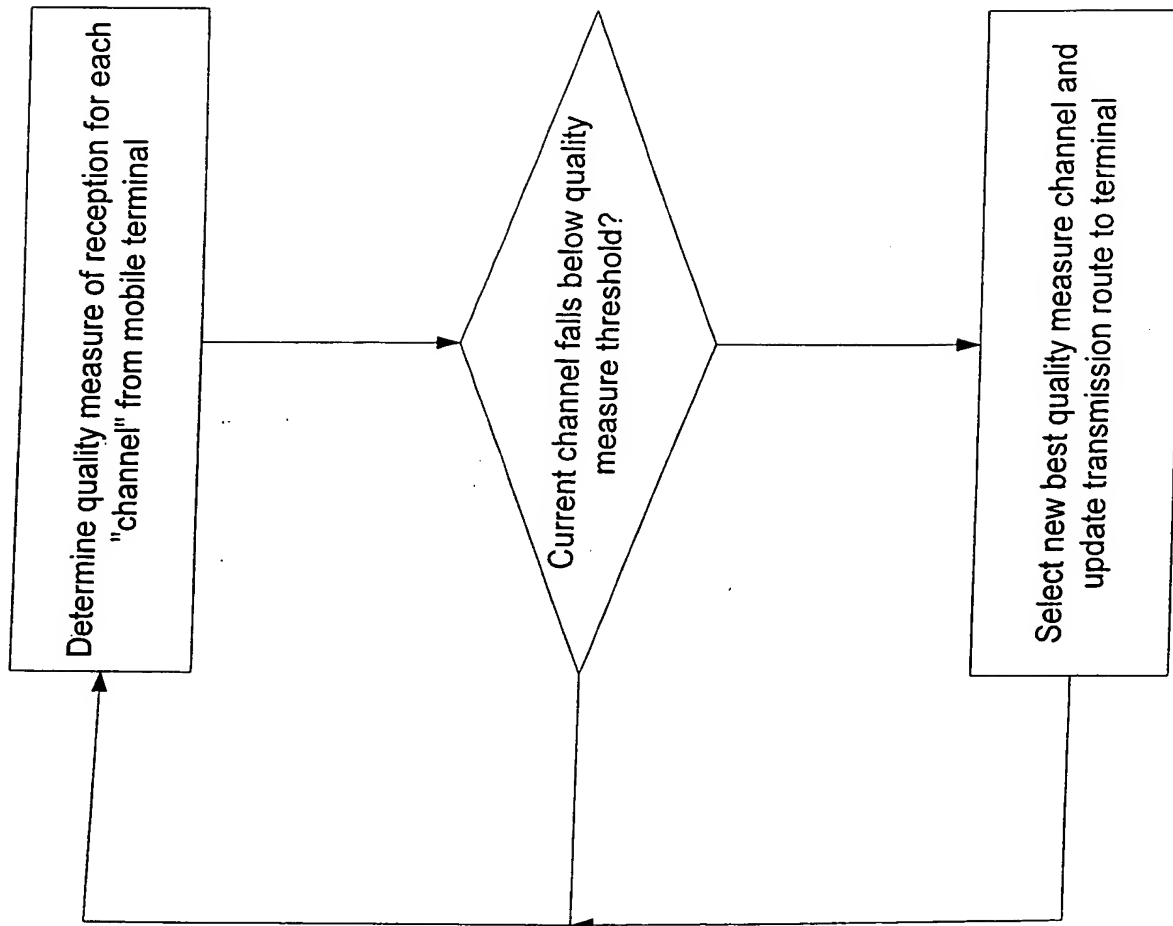 Determine quality measure of reception for each
"channel" from mobile terminal
Current channel falls below quality
measure threshold?
Select new best quality measure channel and
update transmission route to terminal